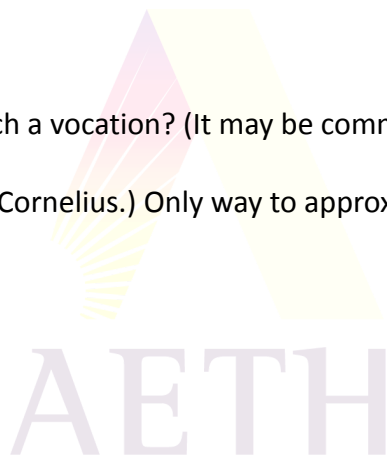 ch a vocation? (It may be comm
Cornelius.) Only way to approx
AETH